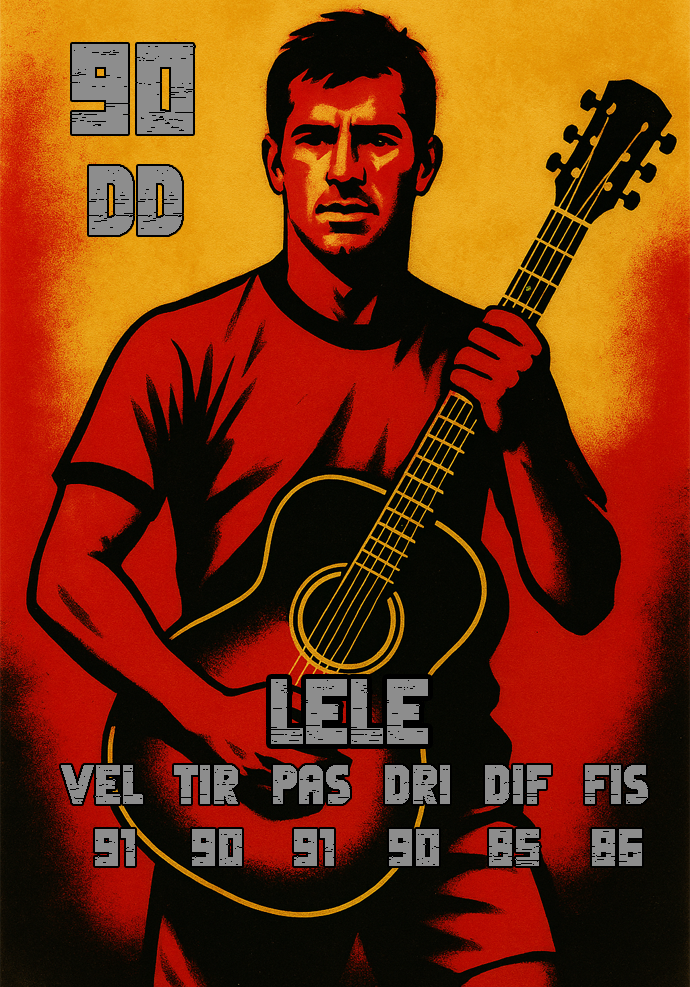 90
DD
LELE
VEL TIR PAS DRI DIF FIS
91 90 91 90 85 86